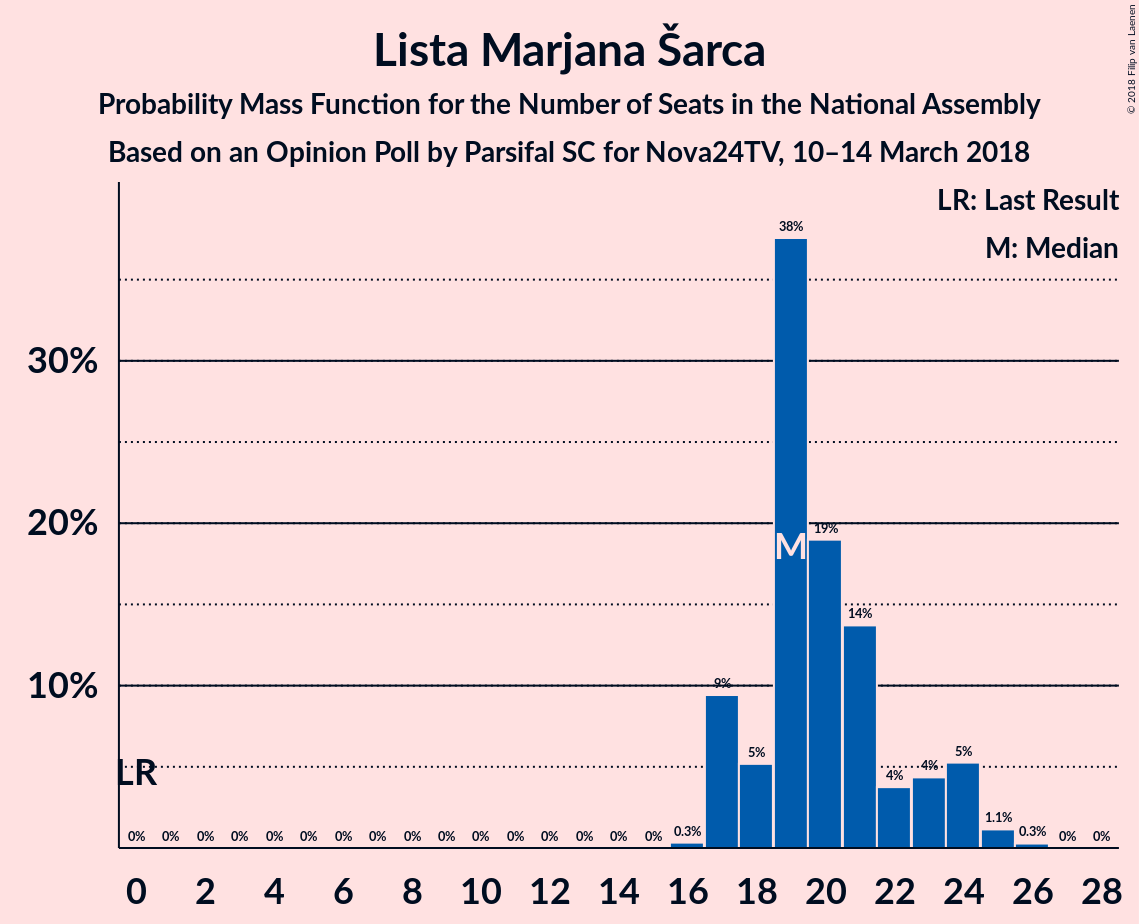 Lista Marjana Šarca
Probability Mass Function for the Number of Seats in the National Assembly
Based on an Opinion Poll by Parsifal SC for Nova24TV, 10–14 March 2018
© 2018 Filip van Laenen
LR: Last Result
M: Median
30%
20%
10%
LR
M
0% 0% 0% 0% 0% 0% 0% 0% 0% 0% 0% 0% 0% 0% 0% 0% 0.3% 9% 5% 38% 19% 14% 4% 4% 5% 1.1% 0.3% 0% 0%
0 2 4 6 8 10 12 14 16 18 20 22 24 26 28